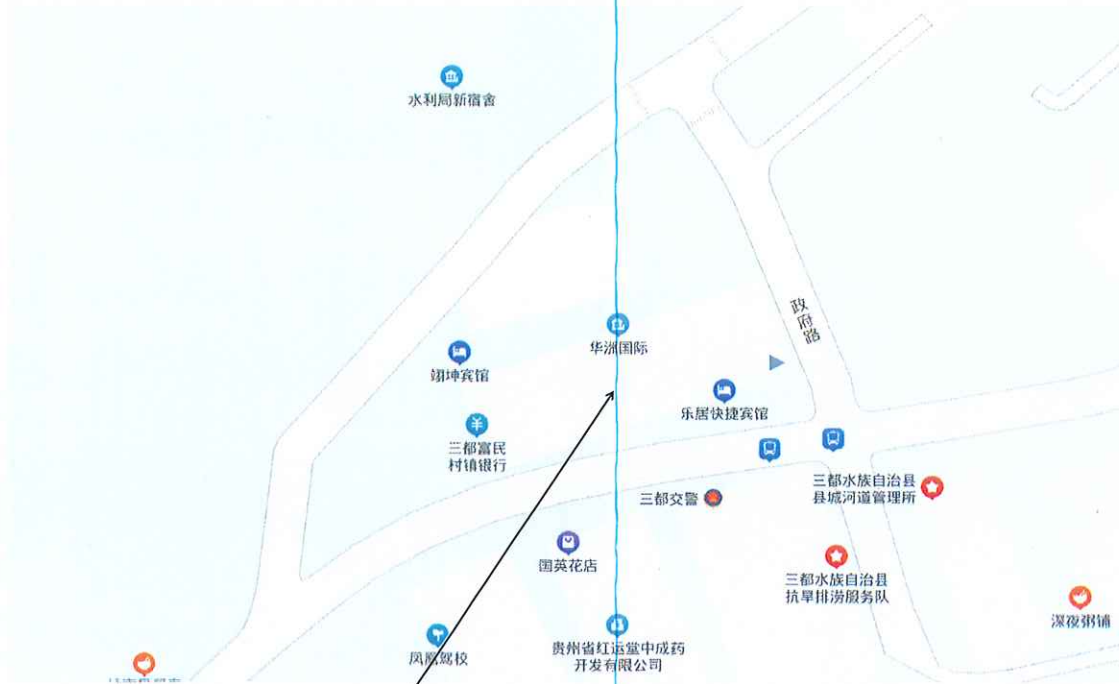 水利局新宿舍
政府路
华洲国际
翊坤宾馆
乐居快捷宾馆
三都富民
村镇银行
三都水族自治县
县城河道管理所
三都交警
国英花店
三都水族自治县
抗旱排涝服务队
深夜粥铺
贵州省红运堂中成药
开发有限公司
凤凰驾校